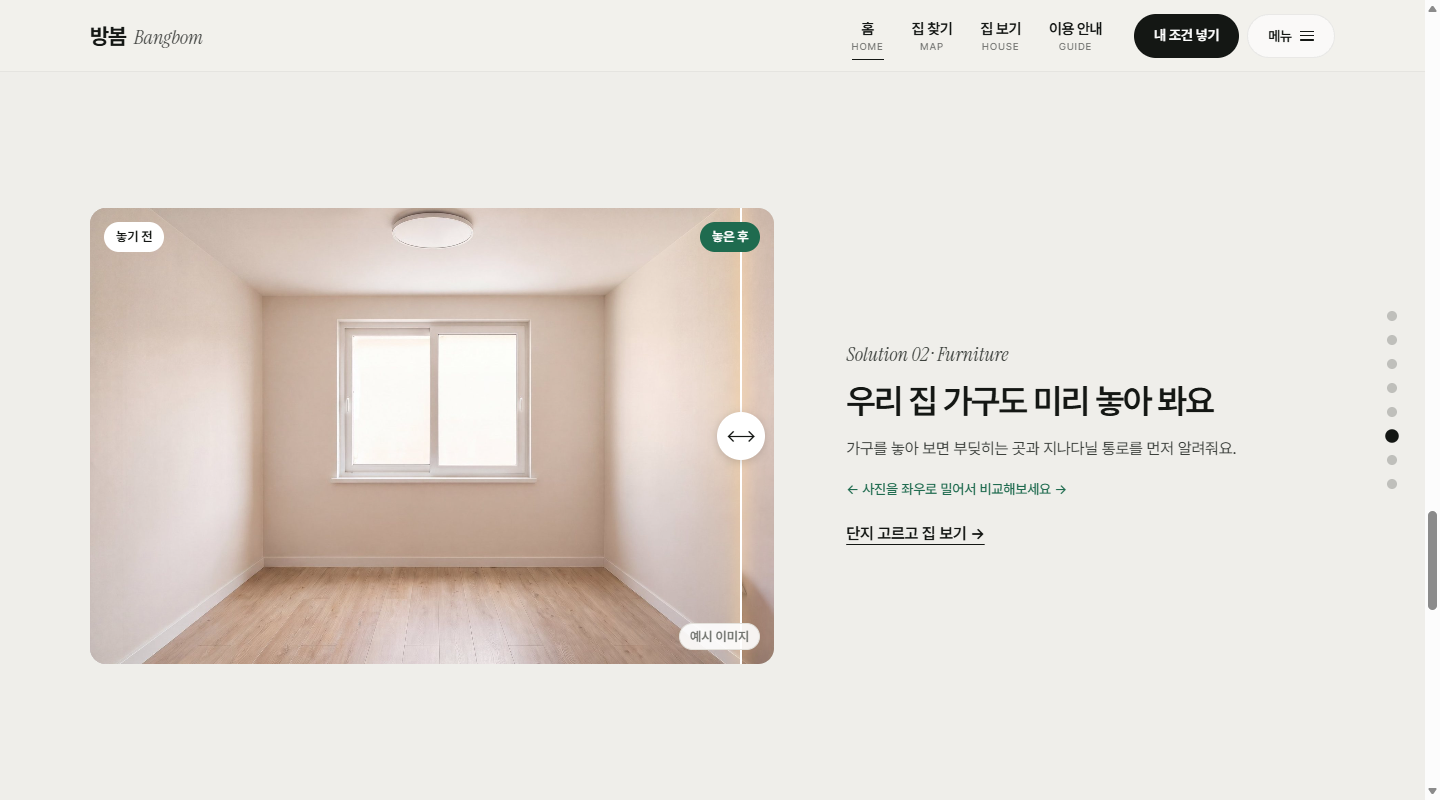 방봄 Bangbom
홈
HOME
집 찾기
MAP
집 보기
HOUSE
이용 안내
GUIDE
내 조건 넣기
메뉴
놓기 전
놓은 후
예시 이미지
Solution 02 · Furniture
우리 집 가구도 미리 놓아 봐요
가구를 놓아 보면 부딪히는 곳과 지나다닐 통로를 먼저 알려줘요.
← 사진을 좌우로 밀어서 비교해보세요 →
단지 고르고 집 보기 →